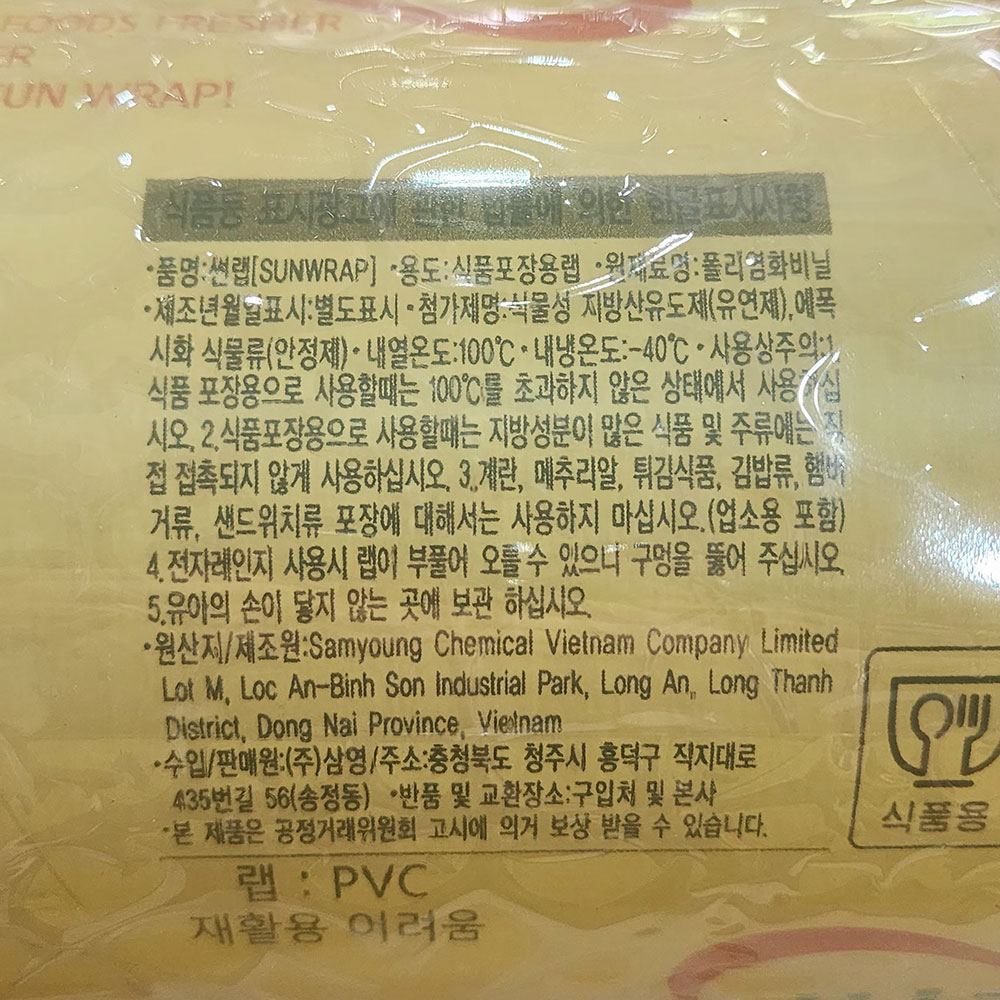 FOODS FRESHER
ER
UN WRAP!
식품등 표시광고에 관한 법률에 의한 한글표시사항
•품명:썬랩[SUNWRAP] •용도:식품포장용랩 •원재료명:폴리염화비닐
•제조년월일표시:별도표시 •첨가제명:식물성 지방산유도제(유연제),에폭
시화 식물류(안정제)•내열온도:100℃•내냉온도:-40℃•사용상주의:1
식품 포장용으로 사용할때는 100℃를 초과하지 않은 상태에서 사용하십
시오. 2.식품포장용으로 사용할때는 지방성분이 많은 식품 및 주류에는 직
접 접촉되지 않게 사용하십시오. 3.계란, 메추리알, 튀김식품, 김밥류, 햄버
거류, 샌드위치류 포장에 대해서는 사용하지 마십시오.(업소용 포함)
4.전자레인지 사용시 랩이 부풀어 오를수 있으니 구멍을 뚫어 주십시오.
5.유아의 손이 닿지 않는 곳에 보관 하십시오.
•원산지/제조원:Samyoung Chemical Vietnam Company Limited
Lot M, Loc An-Binh Son Industrial Park, Long An, Long Thanh
District, Dong Nai Province, Vietnam
•수입/판매원:(주)삼영/주소:충청북도 청주시 흥덕구 직지대로
435번길 56(송정동) •반품 및 교환장소:구입처 및 본사
•본 제품은 공정거래위원회 고시에 의거 보상 받을 수 있습니다.
식품용
랩 : PVC
재활용 어려움